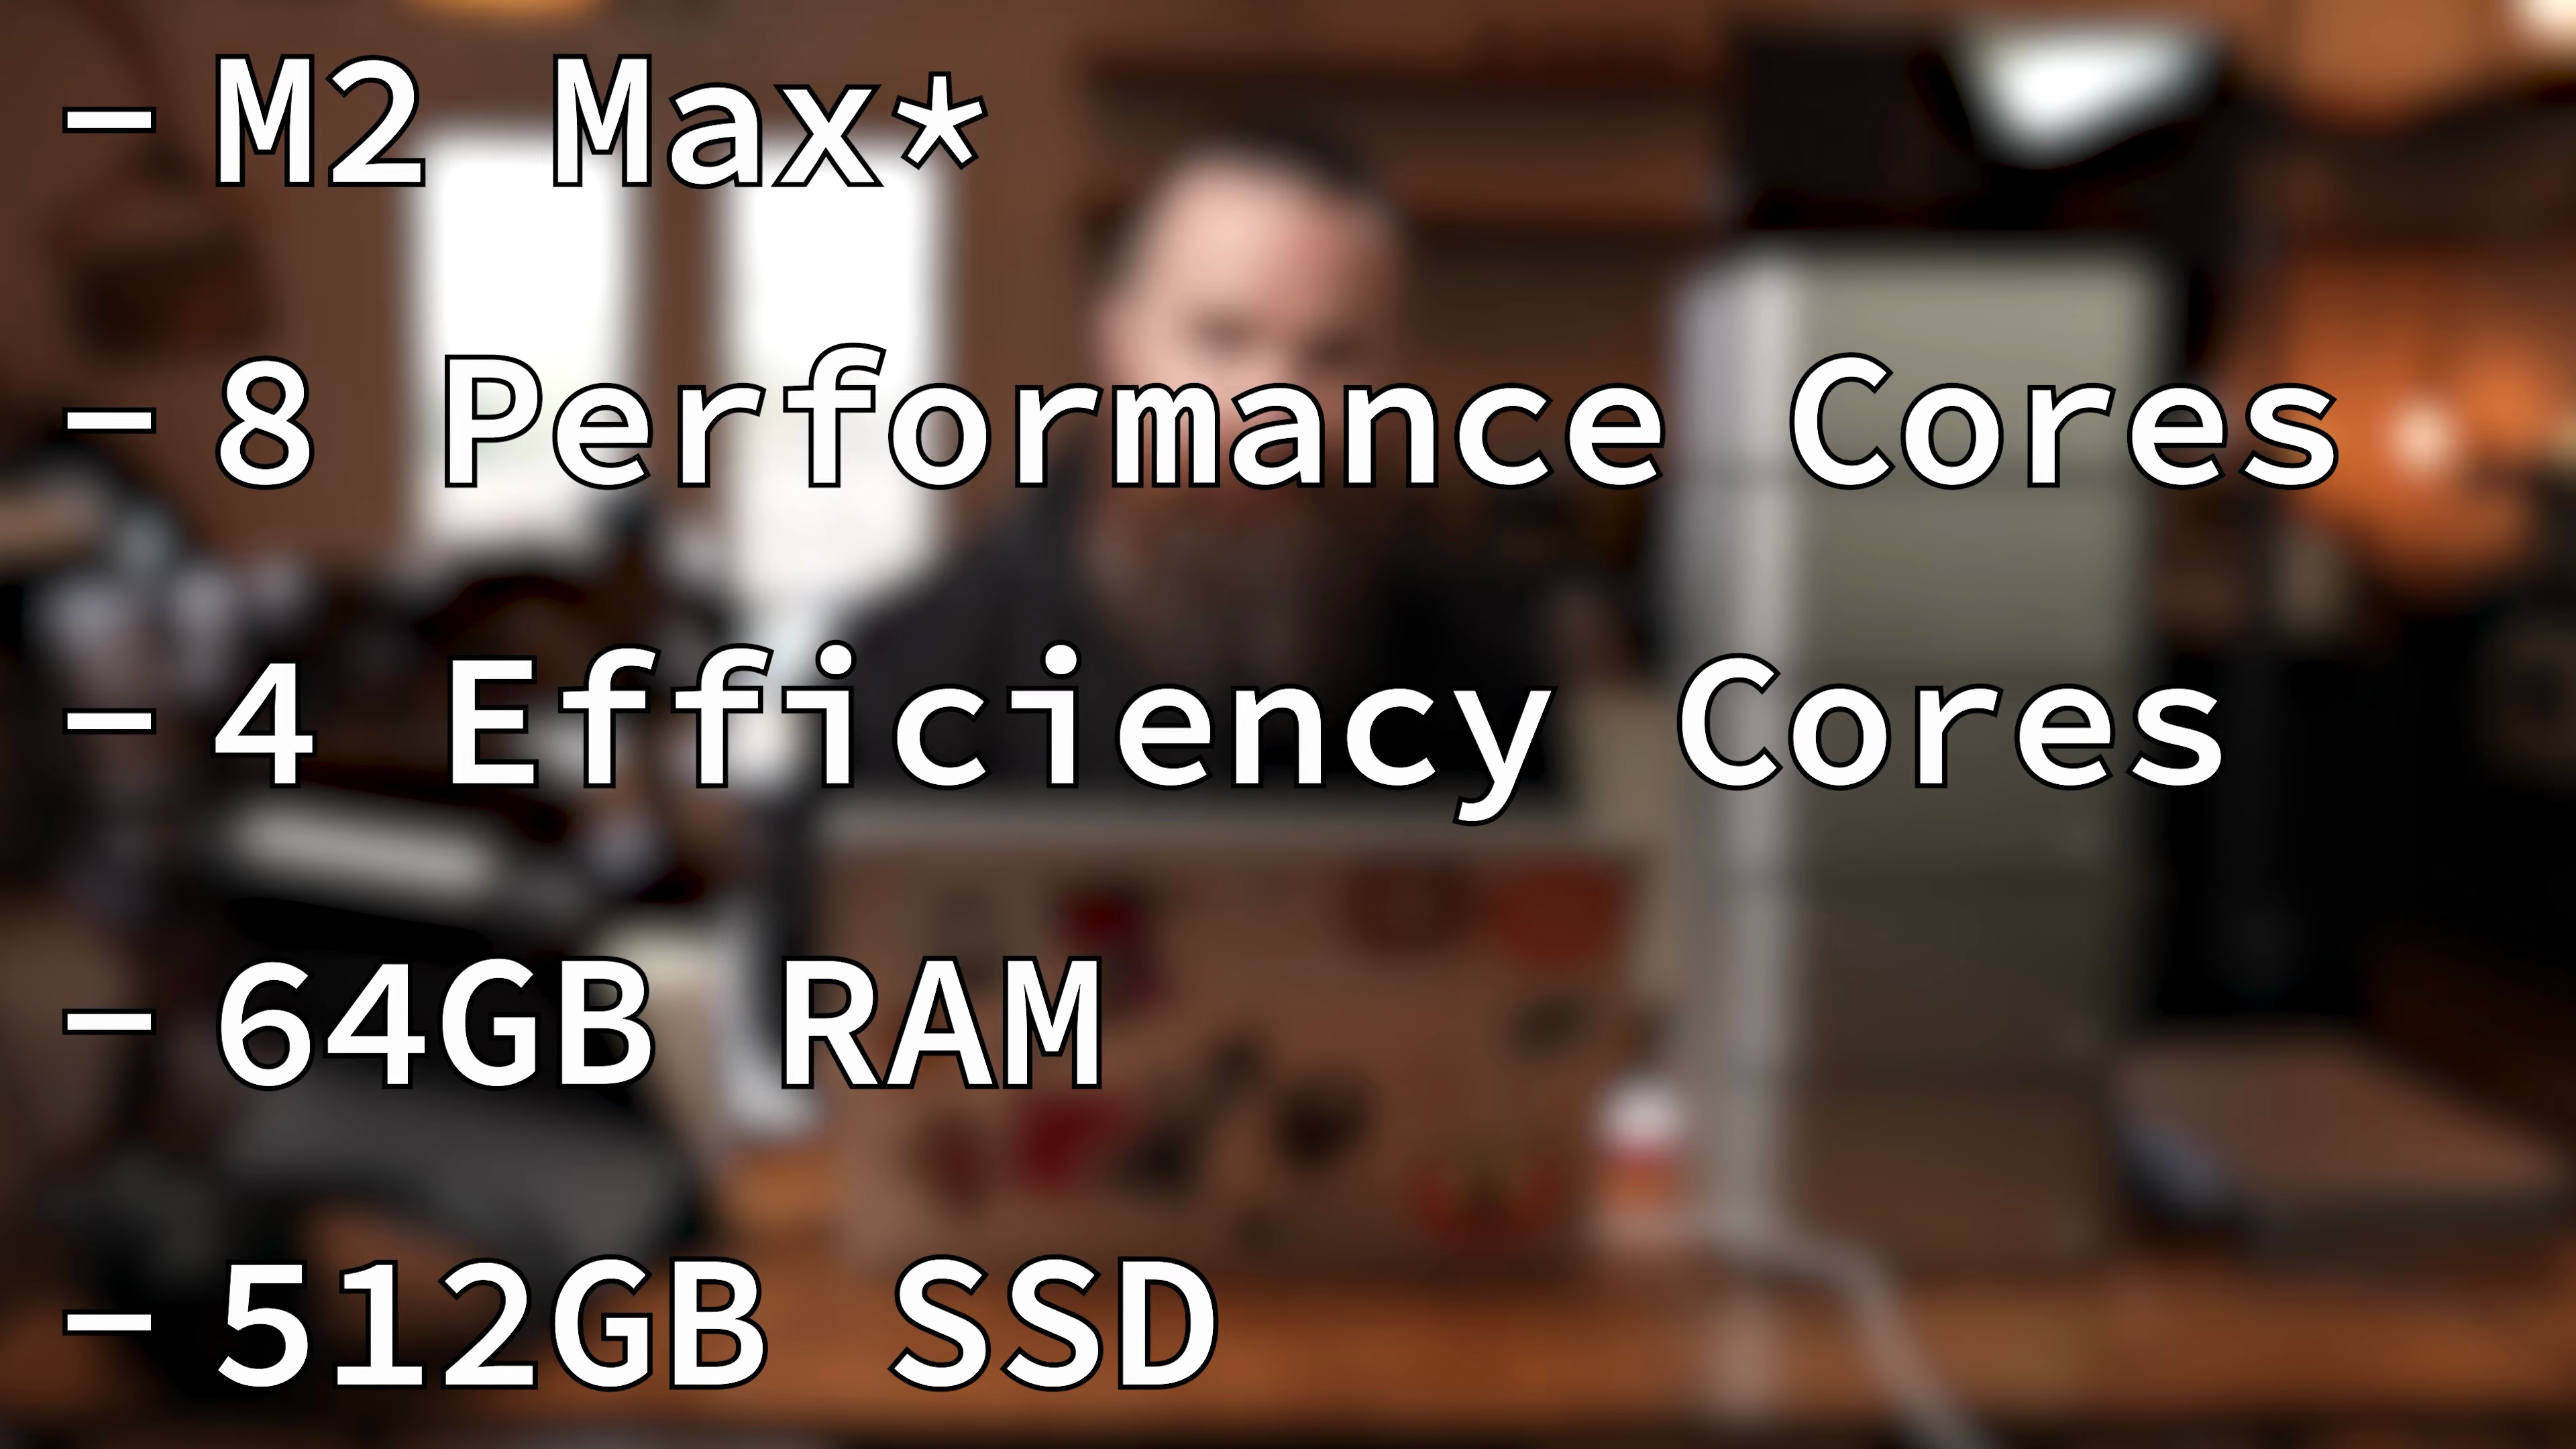 - M2 Max*
- 8 Performance Cores
- 4 Efficiency Cores
- 64GB RAM
- 512GB SSD